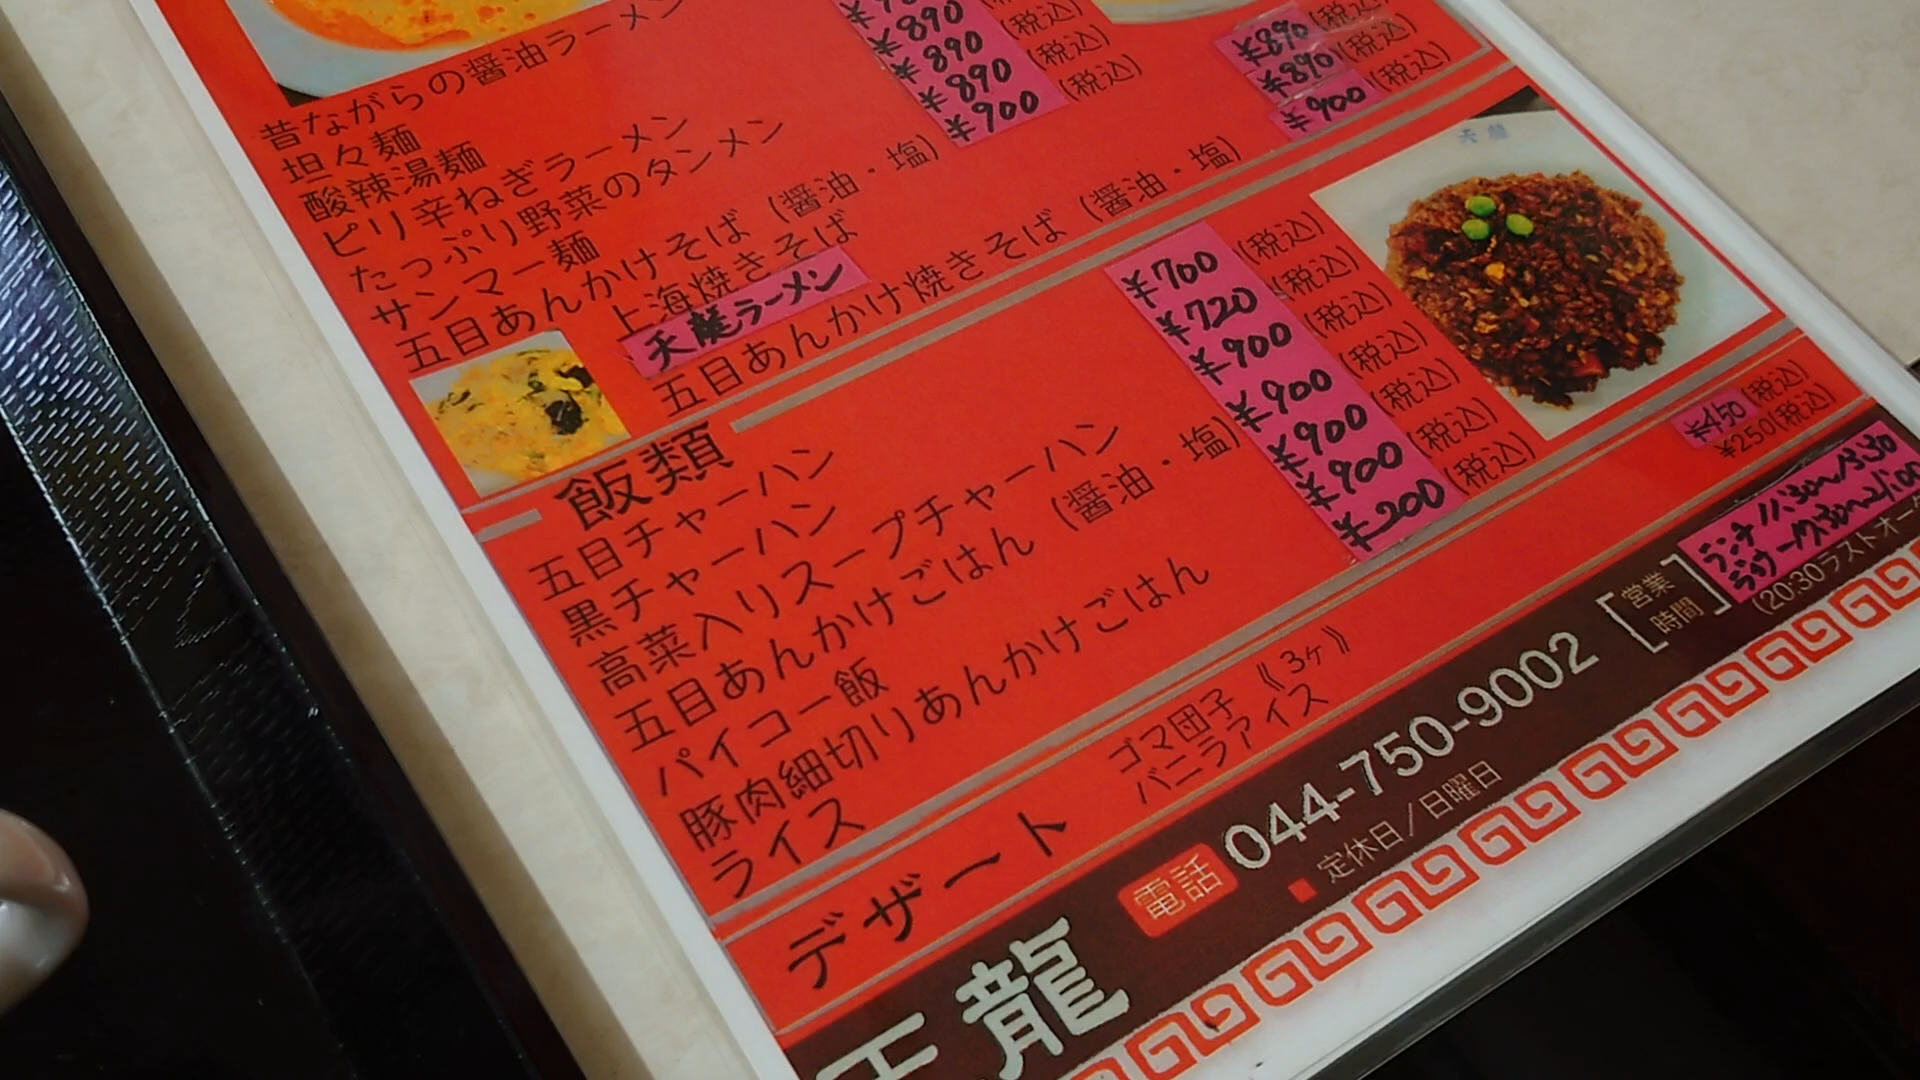 昔ながらの醤油ラーメン
坦々麺
酸辣湯麺
ピリ辛ねぎラーメン
たっぷり野菜のタンメン
サンマー麺
五目あんかけそば (醤油・塩)
¥890 (税込)
¥890 (税込)
¥890 (税込)
¥900 (税込)
上海焼きそば
天龍ラーメン
五目あんかけ焼きそば (醤油・塩)
¥890 (税込)
¥890 (税込)
¥900 (税込)
飯類
五目チャーハン ¥700 (税込)
黒チャーハン ¥720 (税込)
高菜入りスープチャーハン ¥900 (税込)
五目あんかけごはん (醤油・塩) ¥900 (税込)
パイコー飯 ¥900 (税込)
豚肉細切りあんかけごはん ¥900 (税込)
ライス ¥200 (税込)
天龍
デザート
ゴマ団子 《3ヶ》 ¥450 (税込)
バニラアイス ¥250(税込)
電話 044-750-9002
定休日/日曜日
[営業時間]
ランチ 11:30〜
(20:30ラストオー
天龍